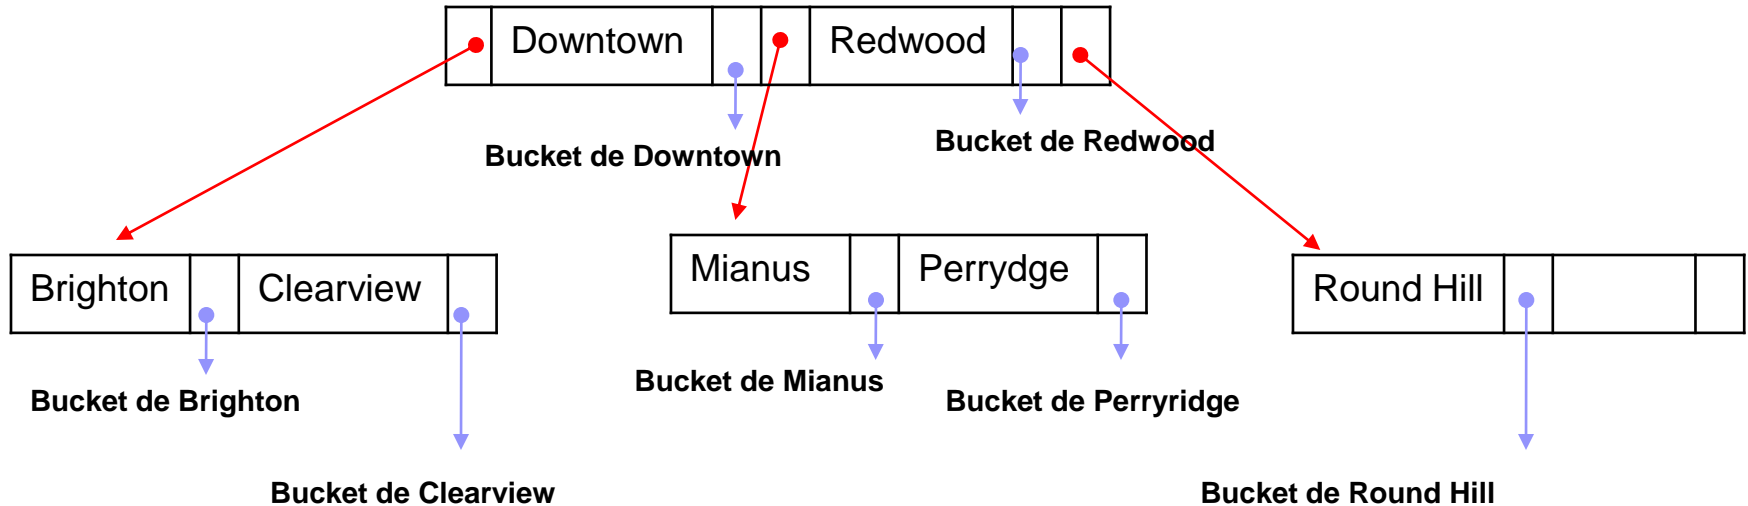 Downtown
Redwood
Bucket de Downtown
Bucket de Redwood
Brighton
Clearview
Mianus
Perrydge
Round Hill
Bucket de Brighton
Bucket de Mianus
Bucket de Perryridge
Bucket de Clearview
Bucket de Round Hill